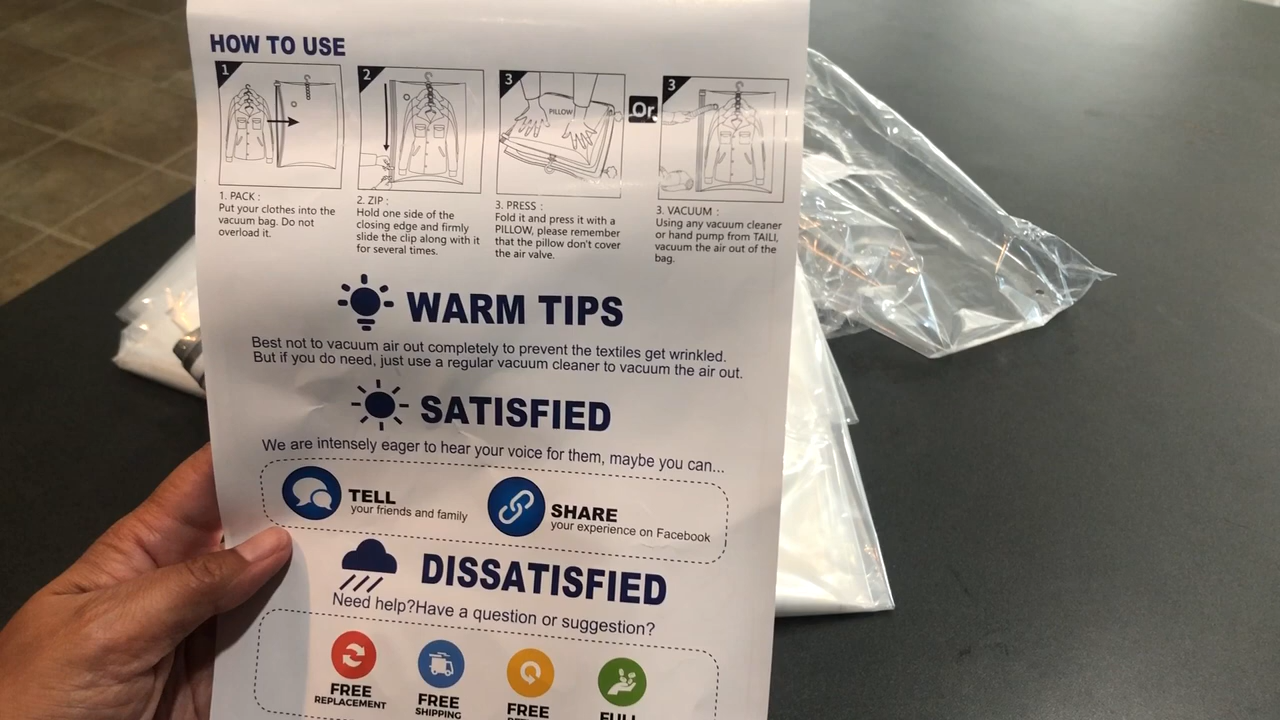 HOW TO USE
1
2
3
PILLOW
Or
3
1. PACK :
Put your clothes into the
vacuum bag. Do not
overload it.
2. ZIP :
Hold one side of the
closing edge and firmly
slide the clip along with it
for several times.
3. PRESS :
Fold it and press it with a
PILLOW, please remember
that the pillow don't cover
the air valve.
3. VACUUM :
Using any vacuum cleaner
or hand pump from TAILI,
vacuum the air out of the
bag.
WARM TIPS
Best not to vacuum air out completely to prevent the textiles get wrinkled.
But if you do need, just use a regular vacuum cleaner to vacuum the air out.
SATISFIED
We are intensely eager to hear your voice for them, maybe you can...
TELL
your friends and family
SHARE
your experience on Facebook
DISSATISFIED
Need help?Have a question or suggestion?
FREE
REPLACEMENT
FREE
SHIPPING
FREE
FULL